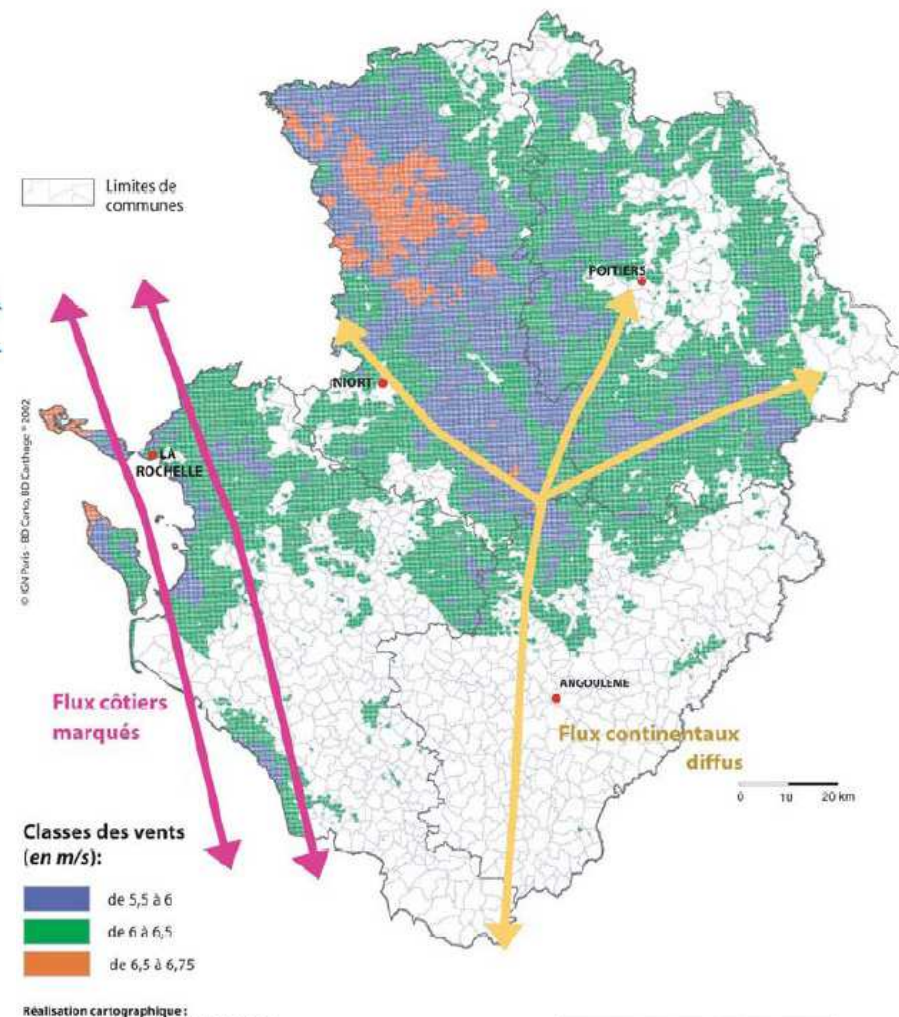 Limites de
communes
POITIERS
NIORT
LA
ROCHELLE
© IGN Paris - BD Carto, BD Carthage ® 2002
ANGOULEME
Flux côtiers
marqués
Flux continentaux
diffus
0 10 20 km
Classes des vents
(en m/s):
de 5,5 à 6
de 6 à 6,5
de 6,5 à 6,75
Réalisation cartographique :